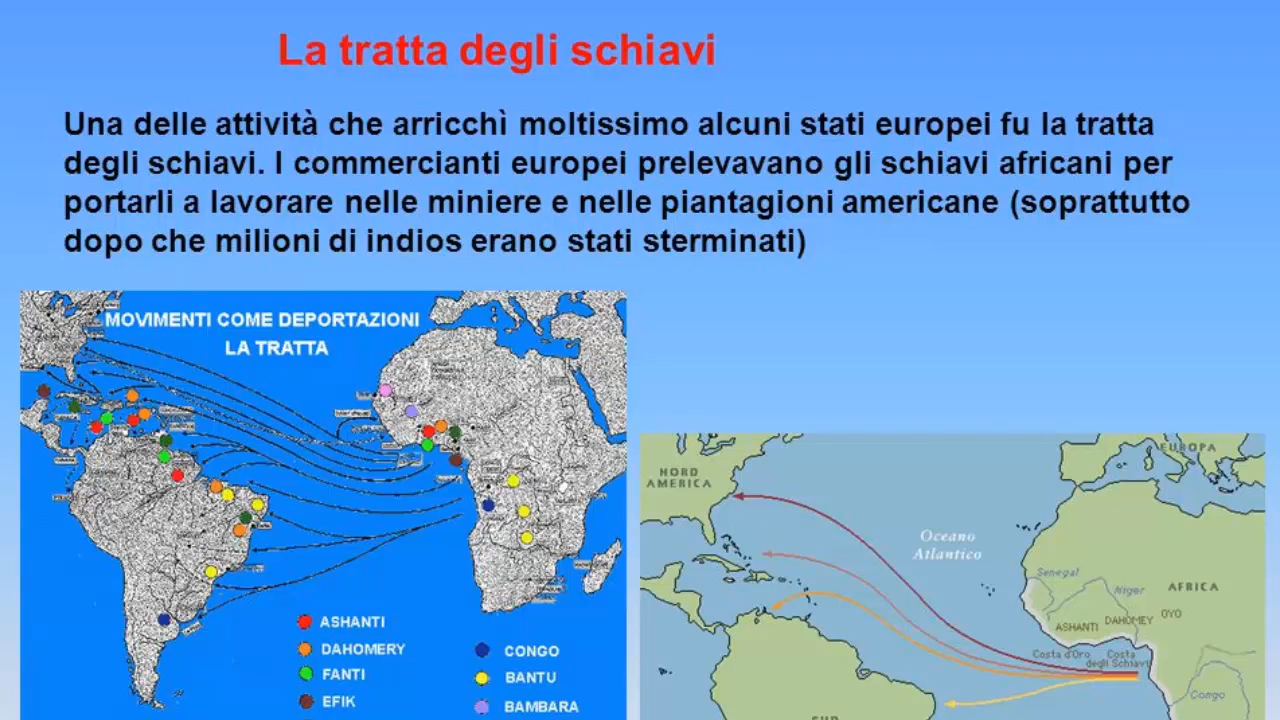 La tratta degli schiavi
Una delle attività che arricchì moltissimo alcuni stati europei fu la tratta
degli schiavi. I commercianti europei prelevavano gli schiavi africani per
portarli a lavorare nelle miniere e nelle piantagioni americane (soprattutto
dopo che milioni di indios erano stati sterminati)
MOVIMENTI COME DEPORTAZIONI
LA TRATTA
ASHANTI
DAHOMERY
FANTI
EFIK
CONGO
BANTU
BAMBARA
NORD
AMERICA
EUROPA
Oceano
Atlantico
Senegal
Niger
AFRICA
ASHANTI
DAHOMEY
OYO
Costa d'Oro
Costa
degli Schiavi
Congo
SUD